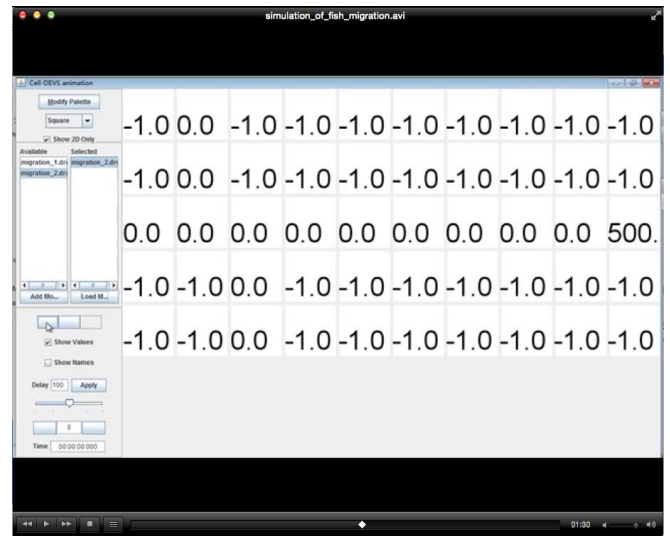 simulation_of_fish_migration.avi
Cell-DEVS animation
Modify Palette
Square
Show 2D Only
Available Selected
migration_1.dr migration_2.dr
migration_2.dr
Add Mo... Load M...
Show Values
Show Names
Delay 100 Apply
0
Time 00:00:00:000
-1.0 0.0 -1.0 -1.0 -1.0 -1.0 -1.0 -1.0 -1.0 -1.0
-1.0 0.0 -1.0 -1.0 -1.0 -1.0 -1.0 -1.0 -1.0 -1.0
0.0 0.0 0.0 0.0 0.0 0.0 0.0 0.0 0.0 500.
-1.0 -1.0 0.0 -1.0 -1.0 -1.0 -1.0 -1.0 -1.0 -1.0
-1.0 -1.0 0.0 -1.0 -1.0 -1.0 -1.0 -1.0 -1.0 -1.0
01:30